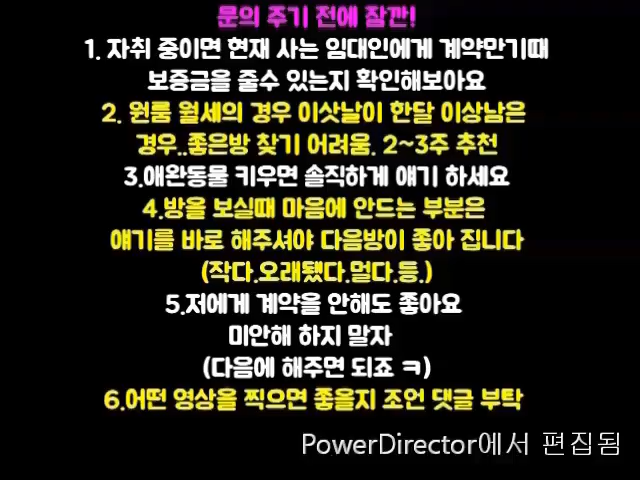 문의 주기 전에 잠깐!
1. 자취 중이면 현재 사는 임대인에게 계약만기때
보증금을 줄수 있는지 확인해보아요
2. 원룸 월세의 경우 이삿날이 한달 이상남은
경우..좋은방 찾기 어려움. 2~3주 추천
3.애완동물 키우면 솔직하게 얘기 하세요
4.방을 보실때 마음에 안드는 부분은
얘기를 바로 해주셔야 다음방이 좋아 집니다
(작다.오래됐다.멀다.등.)
5.저에게 계약을 안해도 좋아요
미안해 하지 말자
(다음에 해주면 되죠 ㅋ)
6.어떤 영상을 찍으면 좋을지 조언 댓글 부탁
PowerDirector에서 편집됨